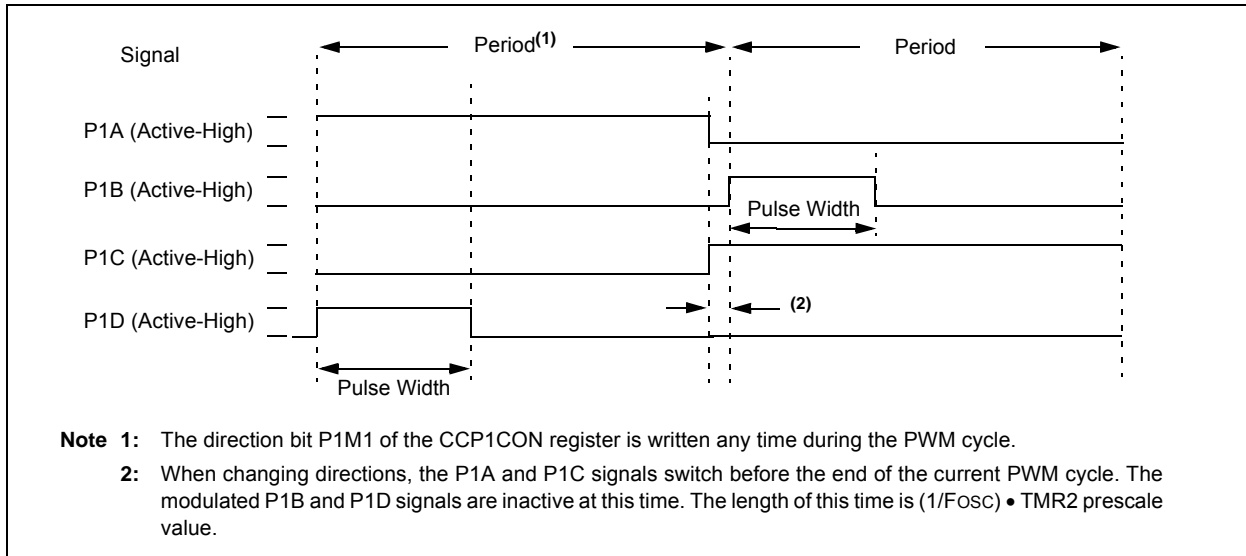 Signal
Period(1)
Period
P1A (Active-High)
P1B (Active-High)
Pulse Width
P1C (Active-High)
(2)
P1D (Active-High)
Pulse Width
Note 1: The direction bit P1M1 of the CCP1CON register is written any time during the PWM cycle.
2: When changing directions, the P1A and P1C signals switch before the end of the current PWM cycle. The
modulated P1B and P1D signals are inactive at this time. The length of this time is (1/FOSC) • TMR2 prescale
value.